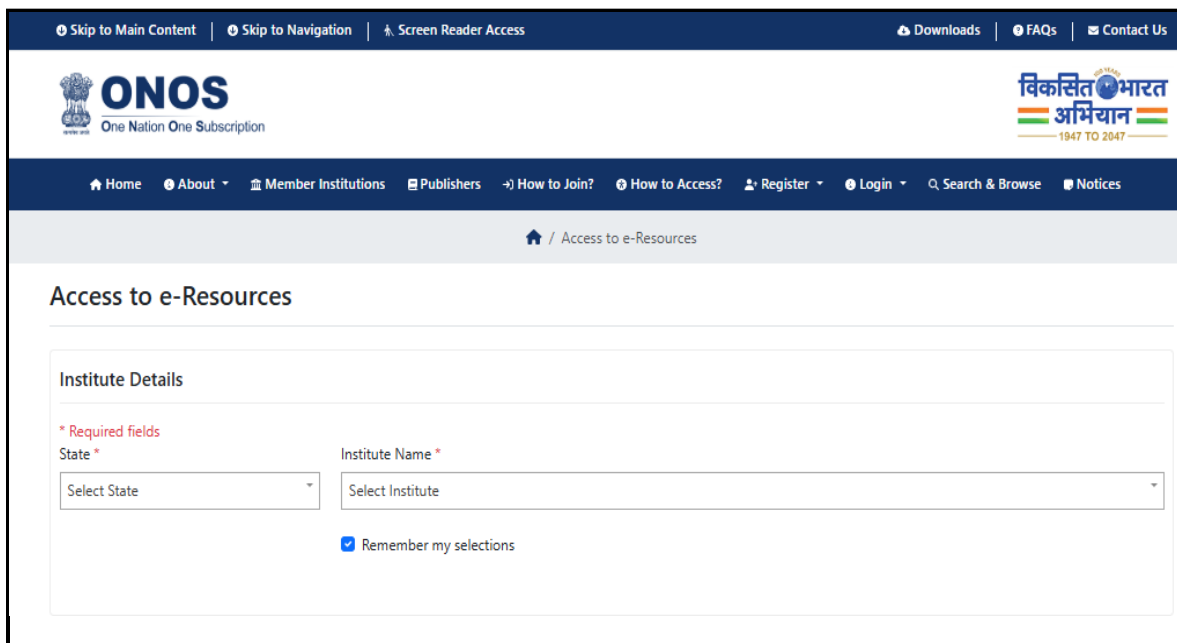 Skip to Main Content | Skip to Navigation | Screen Reader Access Downloads | FAQs | Contact Us
ONOS
One Nation One Subscription
विकसित भारत
अभियान
1947 TO 2047
Home About Member Institutions Publishers How to Join? How to Access? Register Login Search & Browse Notices
/ Access to e-Resources
Access to e-Resources
Institute Details
* Required fields
State * Institute Name *
Select State Select Institute
Remember my selections